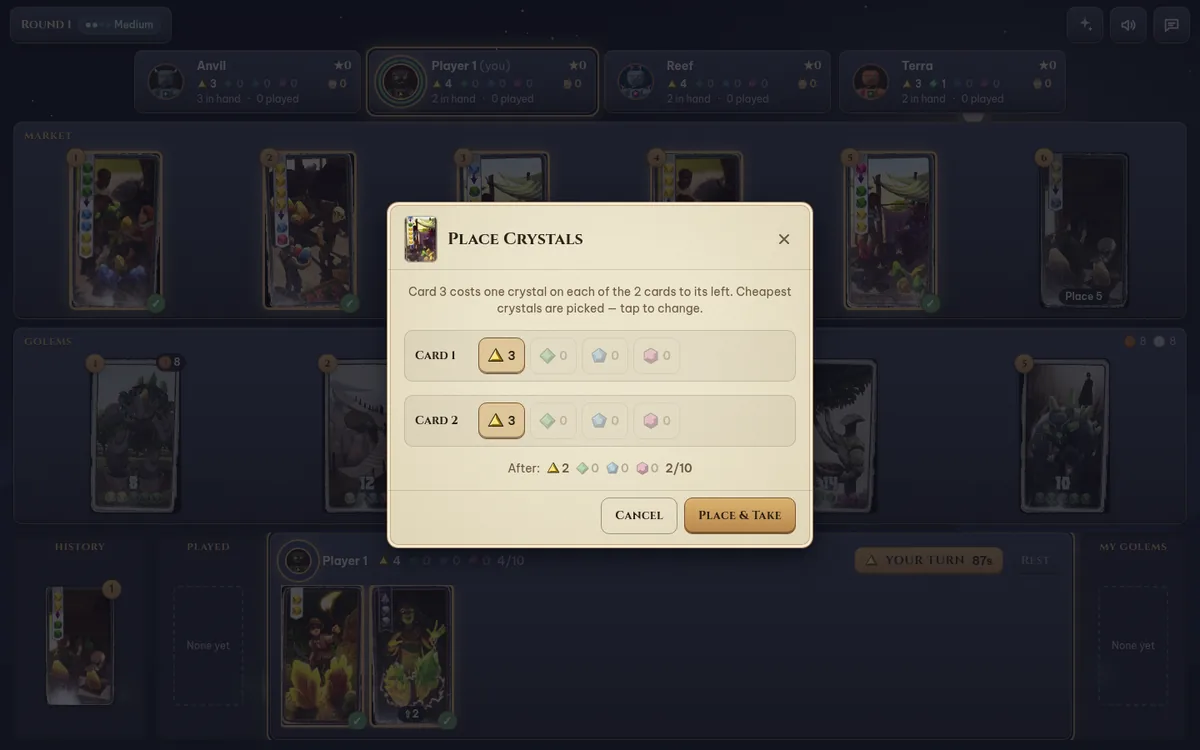 ROUND 1 Medium
Anvil ★0
3 0 0 0 0
3 in hand · 0 played
Player 1 (you) ★0
4 0 0 0 0
2 in hand · 0 played
Reef ★0
4 0 0 0 0
2 in hand · 0 played
Terra ★0
3 1 0 0 0
2 in hand · 0 played
MARKET
1 2 3 4 5 6
Place 5
PLACE CRYSTALS
Card 3 costs one crystal on each of the 2 cards to its left. Cheapest
crystals are picked — tap to change.
CARD 1 3 0 0 0
CARD 2 3 0 0 0
After: 2 0 0 0 2/10
CANCEL PLACE & TAKE
GOLEMS
8 8
1 8 2 5
8 12 14 10
HISTORY
1
PLAYED
None yet
Player 1 4 0 0 0 4/10
YOUR TURN 87s REST
2
MY GOLEMS
None yet